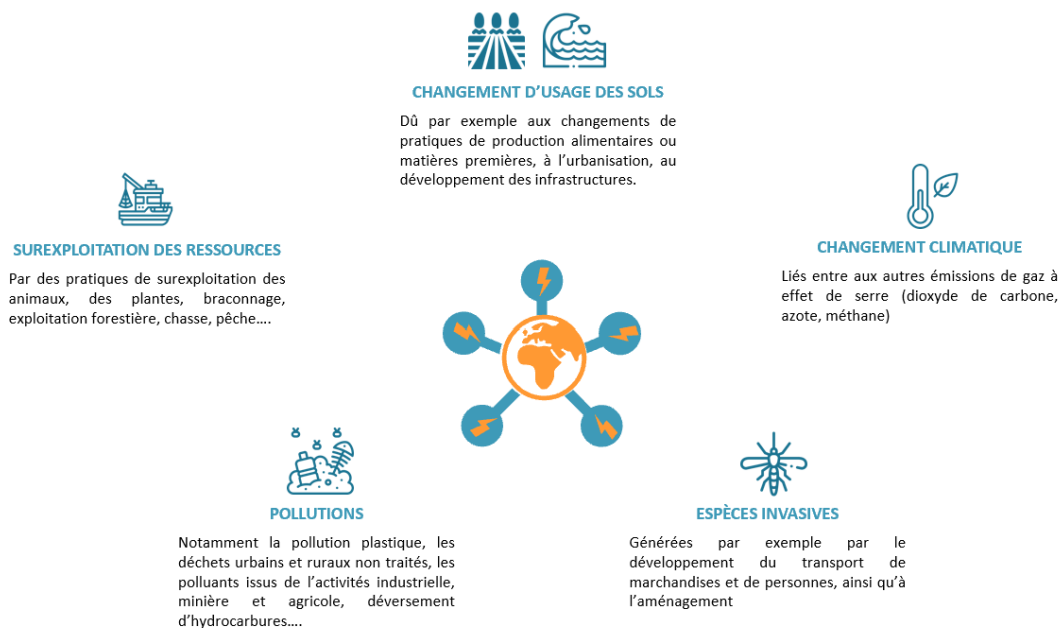 CHANGEMENT D'USAGE DES SOLS
Dû par exemple aux changements de
pratiques de production alimentaires ou
matières premières, à l'urbanisation, au
développement des infrastructures.
SUREXPLOITATION DES RESSOURCES
Par des pratiques de surexploitation des
animaux, des plantes, braconnage,
exploitation forestière, chasse, pêche....
CHANGEMENT CLIMATIQUE
Liés entre aux autres émissions de gaz à
effet de serre (dioxyde de carbone,
azote, méthane)
POLLUTIONS
Notamment la pollution plastique, les
déchets urbains et ruraux non traités, les
polluants issus de l'activités industrielle,
minière et agricole, déversement
d'hydrocarbures....
ESPÈCES INVASIVES
Générées par exemple par le
développement du transport de
marchandises et de personnes, ainsi qu'à
l'aménagement